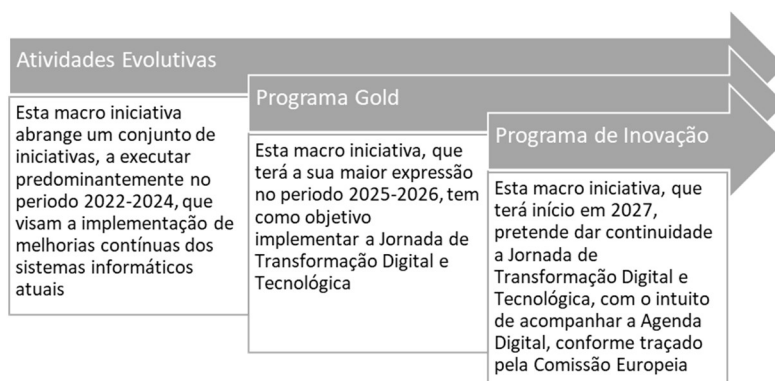 Atividades Evolutivas
Esta macro iniciativa
abrange um conjunto de
iniciativas, a executar
predominantemente no
periodo 2022-2024, que
visam a implementação de
melhorias contínuas dos
sistemas informáticos
atuais
Programa Gold
Esta macro iniciativa, que
terá a sua maior expressão
no periodo 2025-2026, tem
como objetivo
implementar a Jornada de
Transformação Digital e
Tecnológica
Programa de Inovação
Esta macro iniciativa, que
terá início em 2027,
pretende dar continuidade
a Jornada de
Transformação Digital e
Tecnológica, com o intuito
de acompanhar a Agenda
Digital, conforme traçado
pela Comissão Europeia